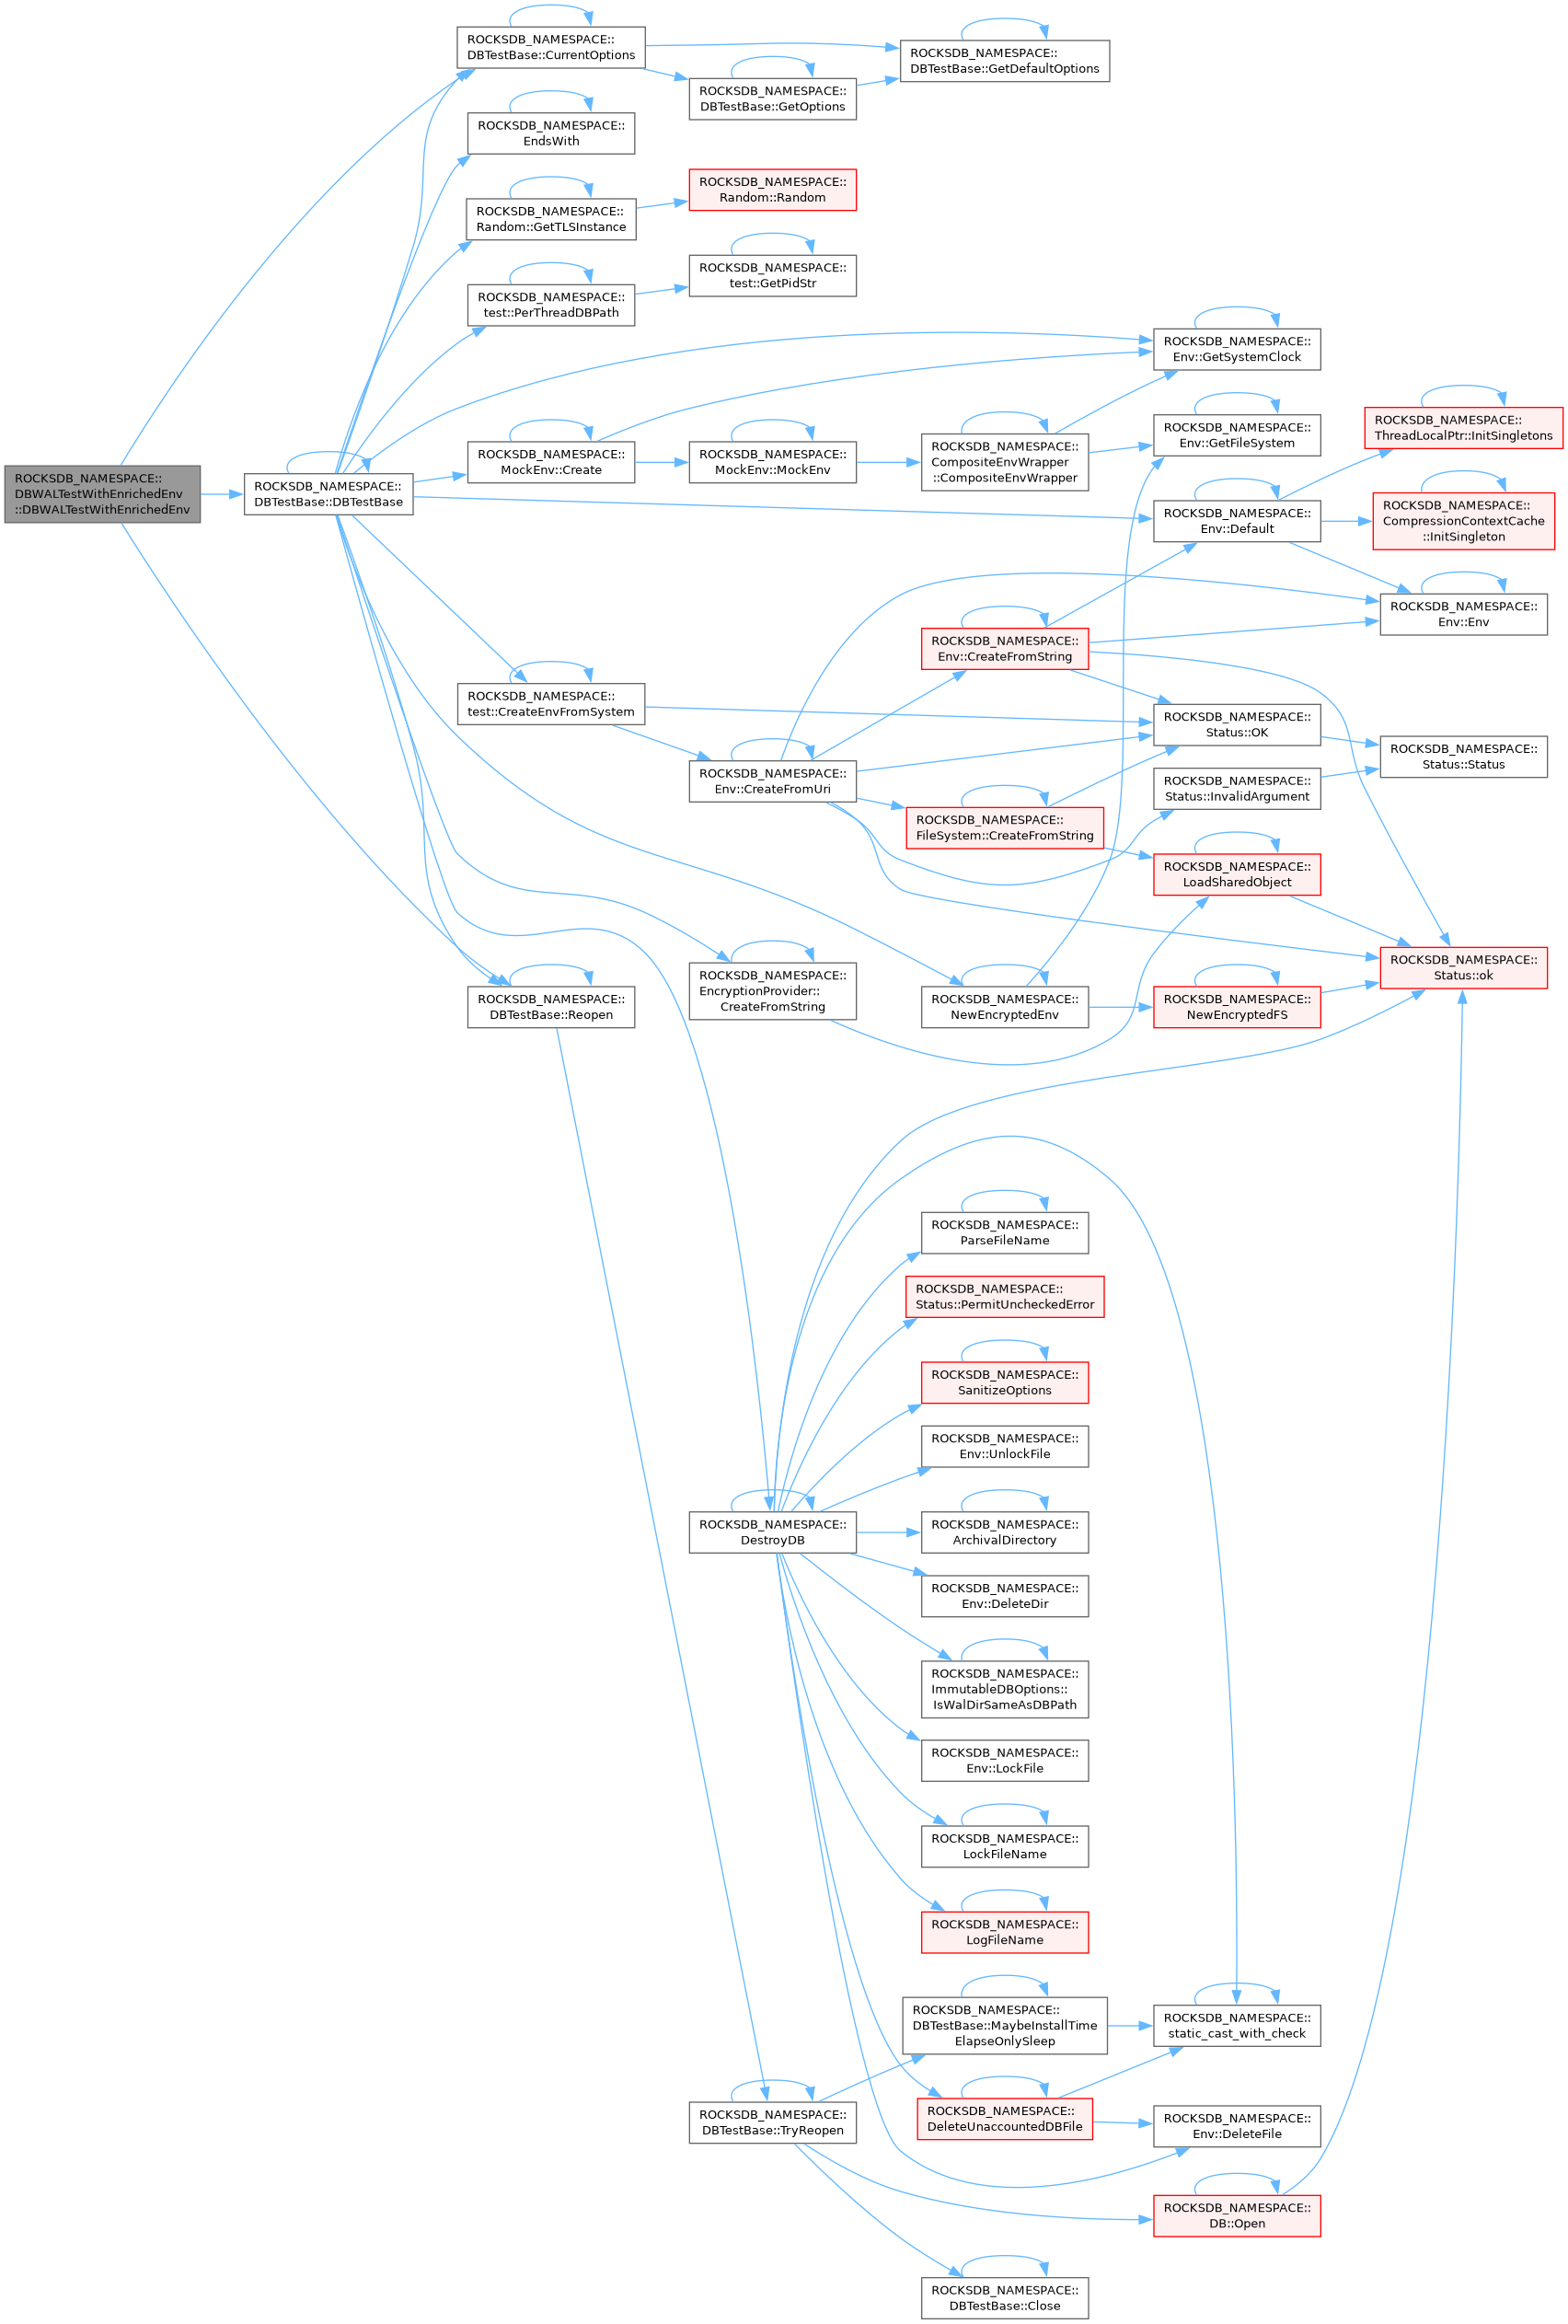 ROCKSDB_NAMESPACE::
DBWALTestWithEnrichedEnv
::DBWALTestWithEnrichedEnv
ROCKSDB_NAMESPACE::
DBTestBase::DBTestBase
ROCKSDB_NAMESPACE::
DBTestBase::CurrentOptions
ROCKSDB_NAMESPACE::
DBTestBase::GetDefaultOptions
ROCKSDB_NAMESPACE::
DBTestBase::GetOptions
ROCKSDB_NAMESPACE::
EndsWith
ROCKSDB_NAMESPACE::
Random::GetTLSInstance
ROCKSDB_NAMESPACE::
Random::Random
ROCKSDB_NAMESPACE::
test::PerThreadDBPath
ROCKSDB_NAMESPACE::
test::GetPidStr
ROCKSDB_NAMESPACE::
Env::GetSystemClock
ROCKSDB_NAMESPACE::
MockEnv::Create
ROCKSDB_NAMESPACE::
MockEnv::MockEnv
ROCKSDB_NAMESPACE::
CompositeEnvWrapper
::CompositeEnvWrapper
ROCKSDB_NAMESPACE::
Env::GetFileSystem
ROCKSDB_NAMESPACE::
Env::Default
ROCKSDB_NAMESPACE::
ThreadLocalPtr::InitSingletons
ROCKSDB_NAMESPACE::
CompressionContextCache
::InitSingleton
ROCKSDB_NAMESPACE::
Env::Env
ROCKSDB_NAMESPACE::
test::CreateEnvFromSystem
ROCKSDB_NAMESPACE::
Env::CreateFromUri
ROCKSDB_NAMESPACE::
Env::CreateFromString
ROCKSDB_NAMESPACE::
Status::OK
ROCKSDB_NAMESPACE::
Status::Status
ROCKSDB_NAMESPACE::
Status::InvalidArgument
ROCKSDB_NAMESPACE::
FileSystem::CreateFromString
ROCKSDB_NAMESPACE::
LoadSharedObject
ROCKSDB_NAMESPACE::
Status::ok
ROCKSDB_NAMESPACE::
DBTestBase::Reopen
ROCKSDB_NAMESPACE::
EncryptionProvider::
CreateFromString
ROCKSDB_NAMESPACE::
NewEncryptedEnv
ROCKSDB_NAMESPACE::
NewEncryptedFS
ROCKSDB_NAMESPACE::
DestroyDB
ROCKSDB_NAMESPACE::
ParseFileName
ROCKSDB_NAMESPACE::
Status::PermitUncheckedError
ROCKSDB_NAMESPACE::
SanitizeOptions
ROCKSDB_NAMESPACE::
Env::UnlockFile
ROCKSDB_NAMESPACE::
ArchivalDirectory
ROCKSDB_NAMESPACE::
Env::DeleteDir
ROCKSDB_NAMESPACE::
ImmutableDBOptions::
IsWalDirSameAsDBPath
ROCKSDB_NAMESPACE::
Env::LockFile
ROCKSDB_NAMESPACE::
LockFileName
ROCKSDB_NAMESPACE::
LogFileName
ROCKSDB_NAMESPACE::
DBTestBase::MaybeInstallTime
ElapseOnlySleep
ROCKSDB_NAMESPACE::
static_cast_with_check
ROCKSDB_NAMESPACE::
DBTestBase::TryReopen
ROCKSDB_NAMESPACE::
DeleteUnaccountedDBFile
ROCKSDB_NAMESPACE::
Env::DeleteFile
ROCKSDB_NAMESPACE::
DB::Open
ROCKSDB_NAMESPACE::
DBTestBase::Close